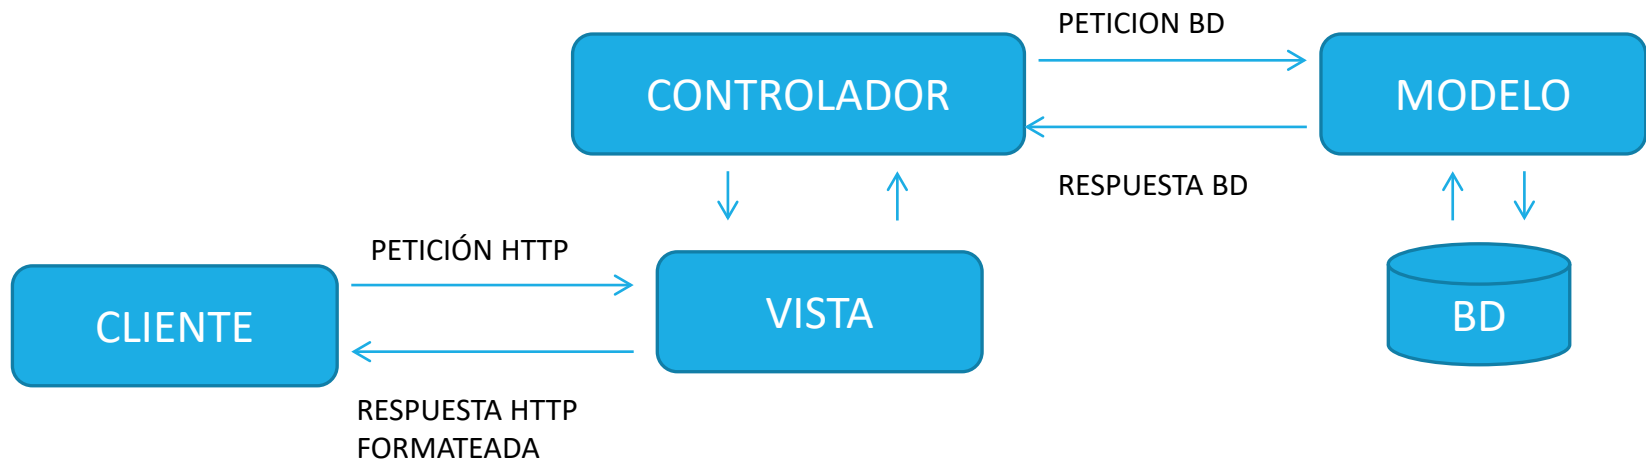 PETICION BD
CONTROLADOR
MODELO
RESPUESTA BD
PETICIÓN HTTP
CLIENTE
VISTA
BD
RESPUESTA HTTP
FORMATEADA